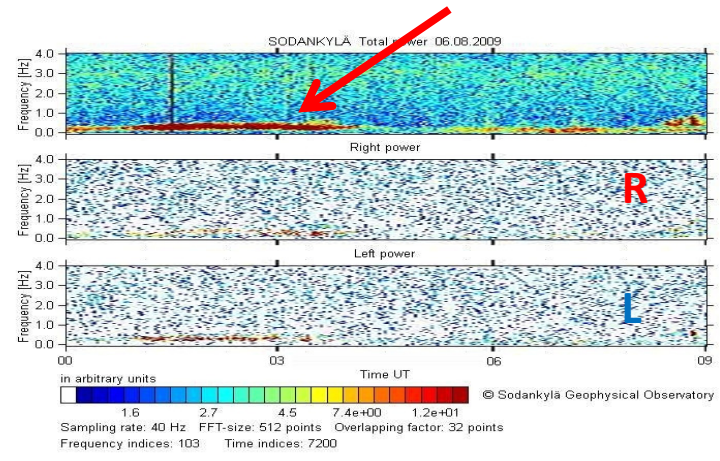 SODANKYLÄ Total power 06.08.2009
4.0
3.0
2.0
1.0
0.0
Frequency [Hz]
Right power
4.0
3.0
2.0
1.0
0.0
Frequency [Hz]
R
Left power
4.0
3.0
2.0
1.0
0.0
Frequency [Hz]
L
00 03 06 09
Time UT
in arbitrary units
© Sodankylä Geophysical Observatory
1.6 2.7 4.5 7.4e+00 1.2e+01
Sampling rate: 40 Hz FFT-size: 512 points Overlapping factor: 32 points
Frequency indices: 103 Time indices: 7200